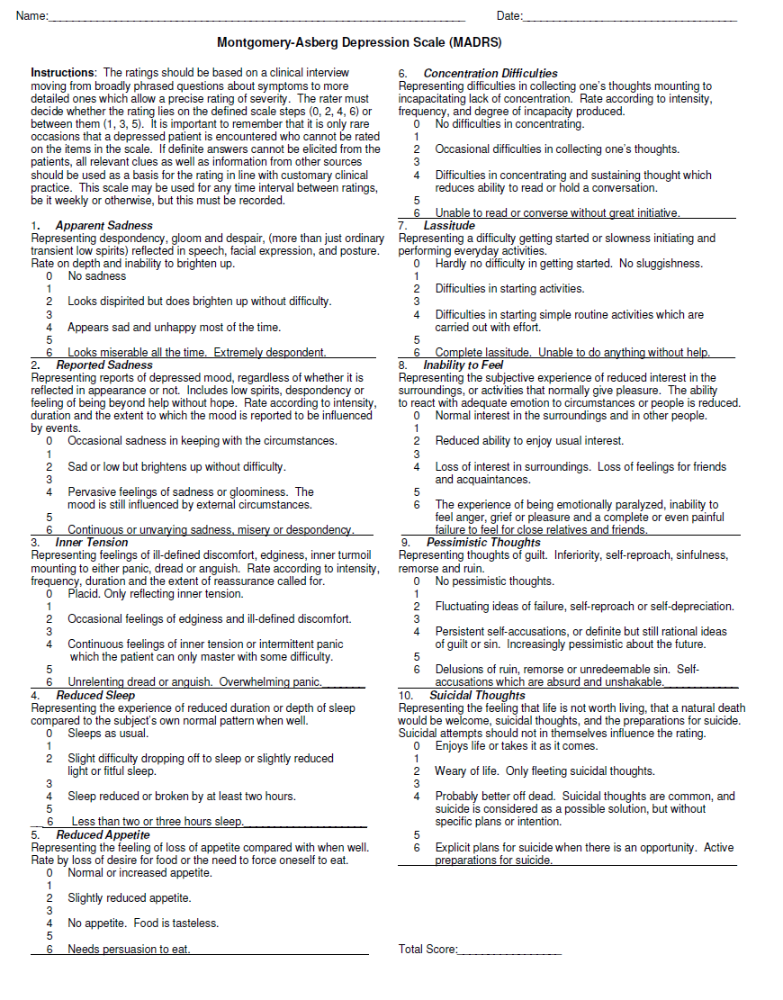 Name:_____ Date:_____
Montgomery-Asberg Depression Scale (MADRS)
Instructions: The ratings should be based on a clinical interview
moving from broadly phrased questions about symptoms to more
detailed ones which allow a precise rating of severity. The rater must
decide whether the rating lies on the defined scale steps (0, 2, 4, 6) or
between them (1, 3, 5). It is important to remember that it is only rare
occasions that a depressed patient is encountered who cannot be rated
on the items in the scale. If definite answers cannot be elicited from the
patients, all relevant clues as well as information from other sources
should be used as a basis for the rating in line with customary clinical
practice. This scale may be used for any time interval between ratings,
be it weekly or otherwise, but this must be recorded.
1. Apparent Sadness
Representing despondency, gloom and despair, (more than just ordinary
transient low spirits) reflected in speech, facial expression, and posture.
Rate on depth and inability to brighten up.
0 No sadness
1
2 Looks dispirited but does brighten up without difficulty.
3
4 Appears sad and unhappy most of the time.
5
6 Looks miserable all the time. Extremely despondent.
2. Reported Sadness
Representing reports of depressed mood, regardless of whether it is
reflected in appearance or not. Includes low spirits, despondency or
feeling of being beyond help without hope. Rate according to intensity,
duration and the extent to which the mood is reported to be influenced
by events.
0 Occasional sadness in keeping with the circumstances.
1
2 Sad or low but brightens up without difficulty.
3
4 Pervasive feelings of sadness or gloominess. The
mood is still influenced by external circumstances.
5
6 Continuous or unvarying sadness, misery or despondency.
3. Inner Tension
Representing feelings of ill-defined discomfort, edginess, inner turmoil
mounting to either panic, dread or anguish. Rate according to intensity,
frequency, duration and the extent of reassurance called for.
0 Placid. Only reflecting inner tension.
1
2 Occasional feelings of edginess and ill-defined discomfort.
3
4 Continuous feelings of inner tension or intermittent panic
which the patient can only master with some difficulty.
5
6 Unrelenting dread or anguish. Overwhelming panic.
4. Reduced Sleep
Representing the experience of reduced duration or depth of sleep
compared to the subject's own normal pattern when well.
0 Sleeps as usual.
1
2 Slight difficulty dropping off to sleep or slightly reduced
light or fitful sleep.
3
4 Sleep reduced or broken by at least two hours.
5
6 Less than two or three hours sleep.
5. Reduced Appetite
Representing the feeling of loss of appetite compared with when well.
Rate by loss of desire for food or the need to force oneself to eat.
0 Normal or increased appetite.
1
2 Slightly reduced appetite.
3
4 No appetite. Food is tasteless.
5
6 Needs persuasion to eat.
6. Concentration Difficulties
Representing difficulties in collecting one's thoughts mounting to
incapacitating lack of concentration. Rate according to intensity,
frequency, and degree of incapacity produced.
0 No difficulties in concentrating.
1
2 Occasional difficulties in collecting one's thoughts.
3
4 Difficulties in concentrating and sustaining thought which
reduces ability to read or hold a conversation.
5
6 Unable to read or converse without great initiative.
7. Lassitude
Representing a difficulty getting started or slowness initiating and
performing everyday activities.
0 Hardly no difficulty in getting started. No sluggishness.
1
2 Difficulties in starting activities.
3
4 Difficulties in starting simple routine activities which are
carried out with effort.
5
6 Complete lassitude. Unable to do anything without help.
8. Inability to Feel
Representing the subjective experience of reduced interest in the
surroundings, or activities that normally give pleasure. The ability
to react with adequate emotion to circumstances or people is reduced.
0 Normal interest in the surroundings and in other people.
1
2 Reduced ability to enjoy usual interest.
3
4 Loss of interest in surroundings. Loss of feelings for friends
and acquaintances.
5
6 The experience of being emotionally paralyzed, inability to
feel anger, grief or pleasure and a complete or even painful
failure to feel for close relatives and friends.
9. Pessimistic Thoughts
Representing thoughts of guilt. Inferiority, self-reproach, sinfulness,
remorse and ruin.
0 No pessimistic thoughts.
1
2 Fluctuating ideas of failure, self-reproach or self-depreciation.
3
4 Persistent self-accusations, or definite but still rational ideas
of guilt or sin. Increasingly pessimistic about the future.
5
6 Delusions of ruin, remorse or unredeemable sin. Self-
accusations which are absurd and unshakable.
10. Suicidal Thoughts
Representing the feeling that life is not worth living, that a natural death
would be welcome, suicidal thoughts, and the preparations for suicide.
Suicidal attempts should not in themselves influence the rating.
0 Enjoys life or takes it as it comes.
1
2 Weary of life. Only fleeting suicidal thoughts.
3
4 Probably better off dead. Suicidal thoughts are common, and
suicide is considered as a possible solution, but without
specific plans or intention.
5
6 Explicit plans for suicide when there is an opportunity. Active
preparations for suicide.
Total Score:_____